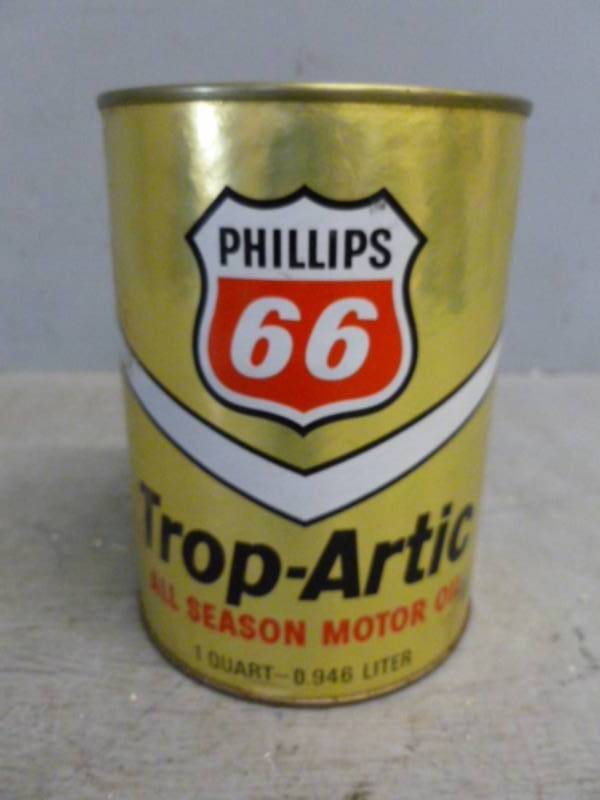 PHILLIPS
66
Trop-Artic
ALL SEASON MOTOR OIL
1 QUART—0.946 LITER